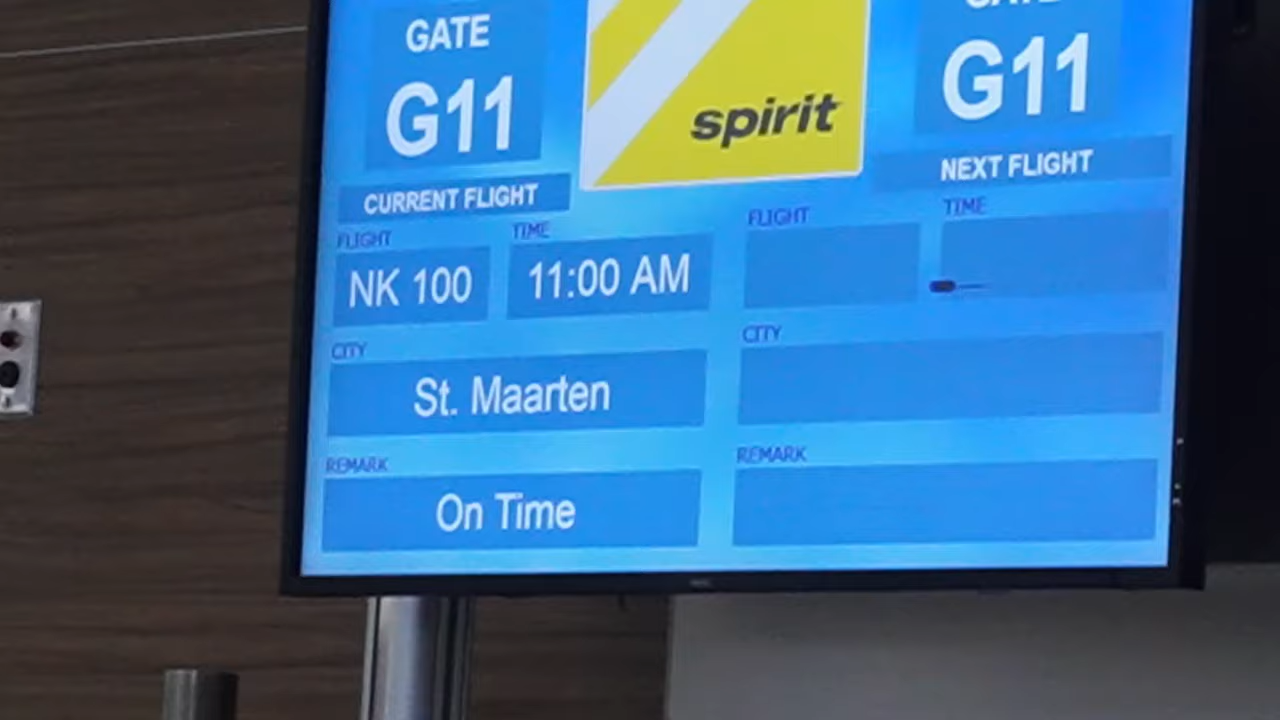 GATE
G11
CURRENT FLIGHT
FLIGHT
TIME
NK 100
11:00 AM
CITY
St. Maarten
REMARK
On Time
spirit
GATE
G11
NEXT FLIGHT
FLIGHT
TIME
CITY
REMARK